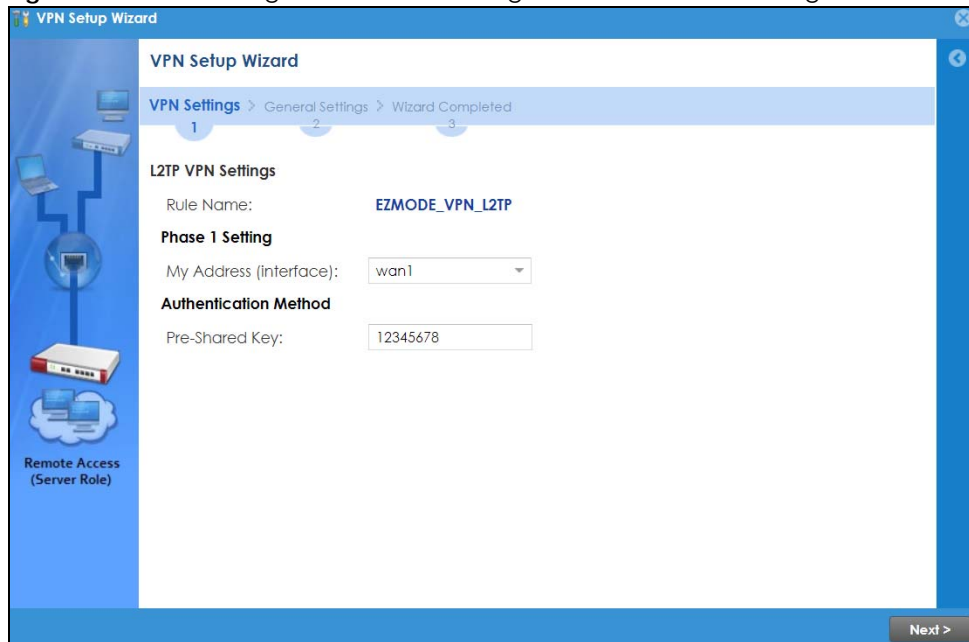 VPN Setup Wizard
VPN Setup Wizard
VPN Settings > General Settings > Wizard Completed
1 2 3
L2TP VPN Settings
Rule Name: EZMODE_VPN_L2TP
Phase 1 Setting
My Address (interface): wan1
Authentication Method
Pre-Shared Key: 12345678
Remote Access
(Server Role)
Next >